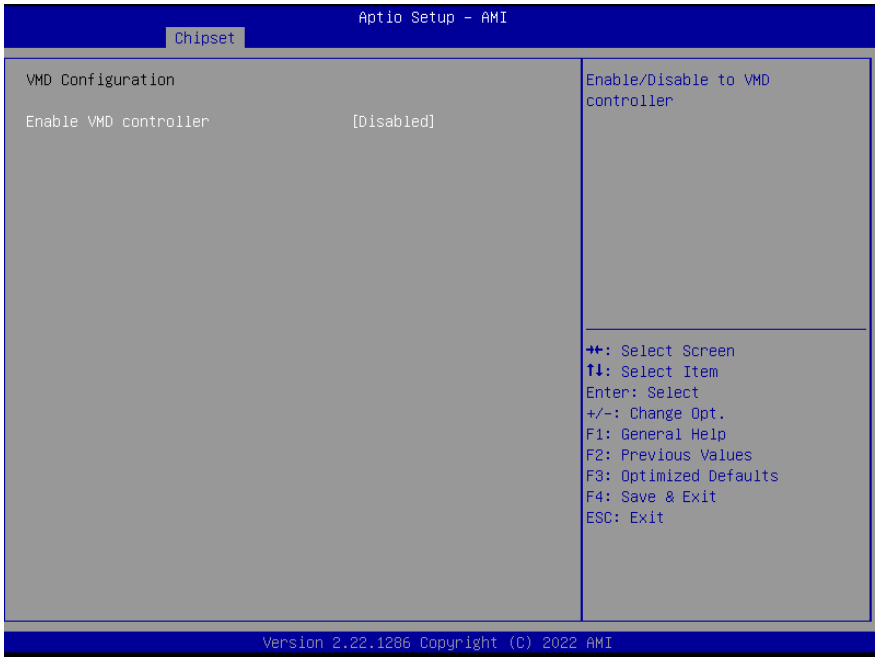 Aptio Setup – AMI
Chipset
VMD Configuration
Enable VMD controller [Disabled]
Enable/Disable to VMD
controller
→←: Select Screen
↑↓: Select Item
Enter: Select
+/-: Change Opt.
F1: General Help
F2: Previous Values
F3: Optimized Defaults
F4: Save & Exit
ESC: Exit
Version 2.22.1286 Copyright (C) 2022 AMI